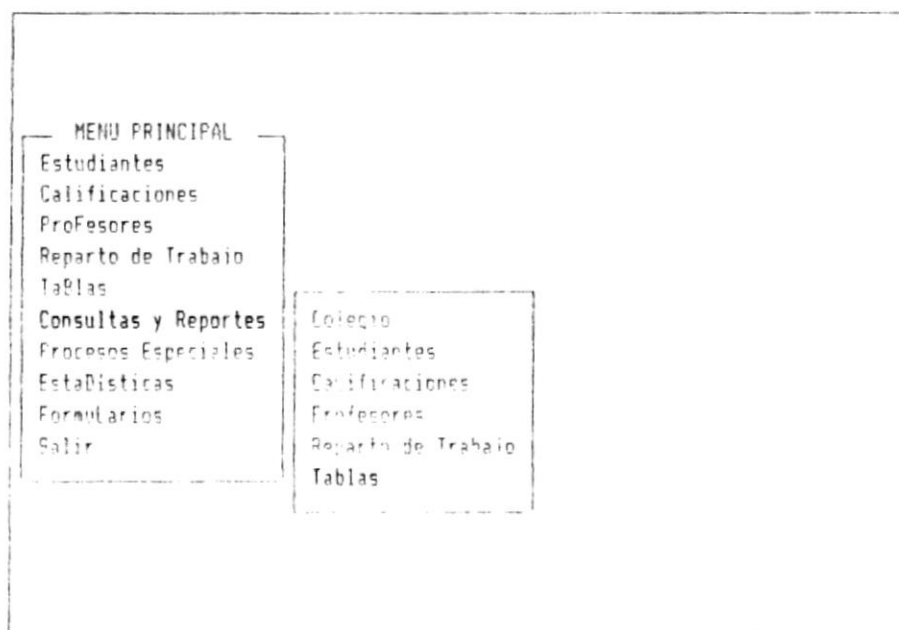 MENU PRINCIPAL
Estudiantes
Calificaciones
ProFesores
Reparto de Trabajo
TaBlas
Consultas y Reportes
Procesos Especiales
EstaDisticas
FormuLarios
Salir
Colegio
Estudiantes
Calificaciones
Profesores
Reparto de Trabajo
Tablas